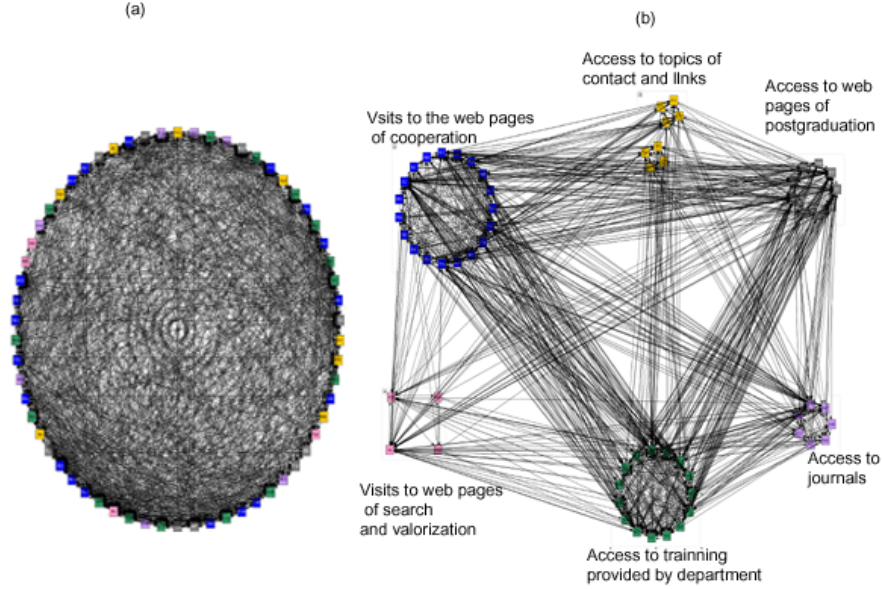 (a)
(b)
Access to topics of
contact and lInks
Access to web
pages of
postgraduation
Vsits to the web pages
of cooperation
Visits to web pages
of search
and valorization
Access to
journals
Access to trainning
provided by department